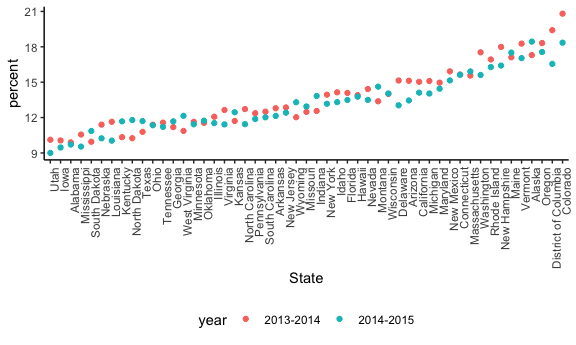 21
18
15
12
9
percent
Utah
Iowa
Alabama
Mississippi
South Dakota
Nebraska
Louisiana
Kentucky
North Dakota
Texas
Ohio
Tennessee
Georgia
West Virginia
Minnesota
Oklahoma
Illinois
Virginia
Kansas
North Carolina
Pennsylvania
South Carolina
Arkansas
New Jersey
Wyoming
Missouri
Indiana
New York
Idaho
Florida
Hawaii
Nevada
Montana
Wisconsin
Delaware
Arizona
California
Michigan
Maryland
New Mexico
Connecticut
Massachusetts
Washington
Rhode Island
New Hampshire
Maine
Vermont
Alaska
Oregon
District of Columbia
Colorado
State
year 2013-2014 2014-2015